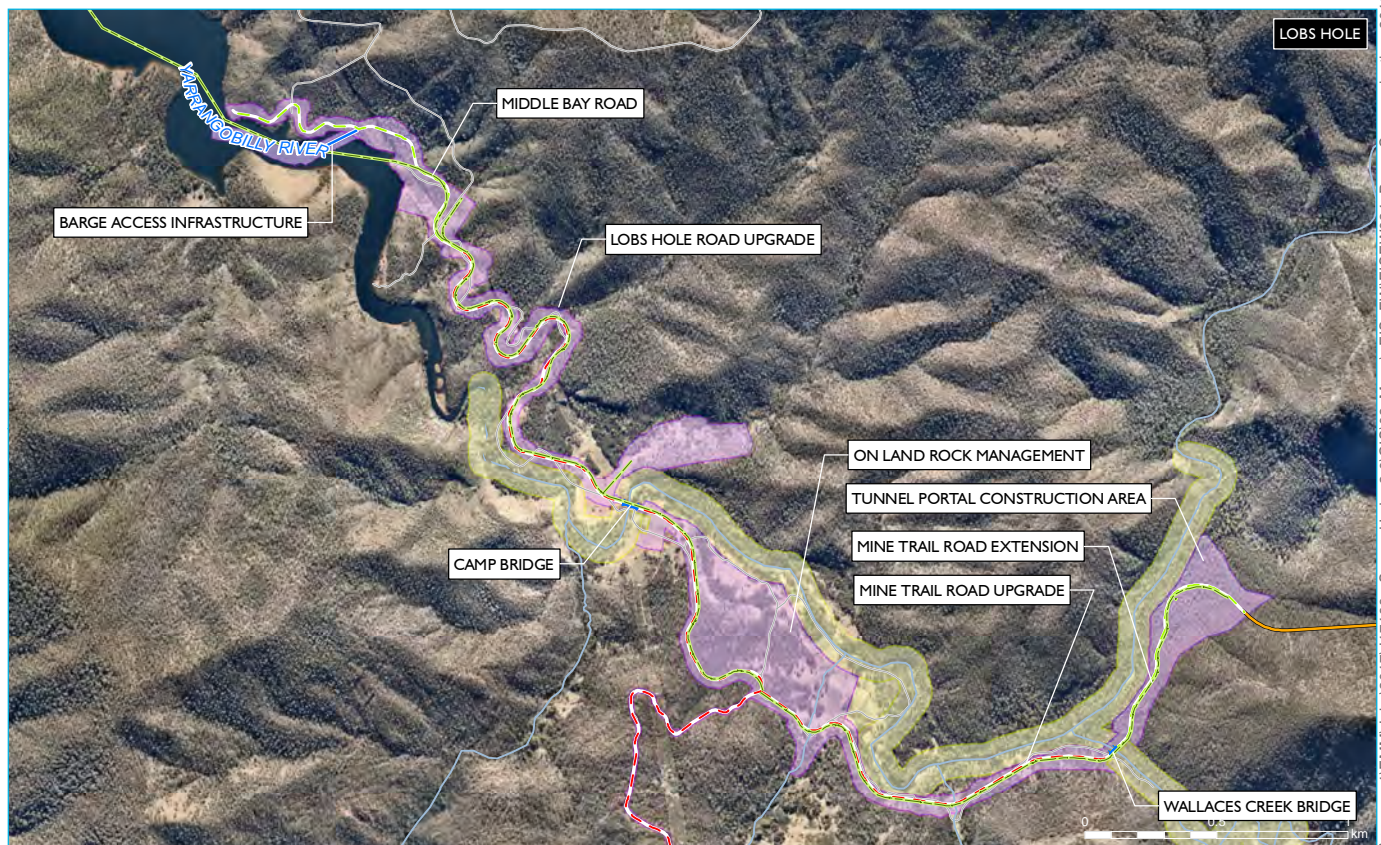 LOBS HOLE
MIDDLE BAY ROAD
YARRANGOBILLY RIVER
BARGE ACCESS INFRASTRUCTURE
LOBS HOLE ROAD UPGRADE
ON LAND ROCK MANAGEMENT
TUNNEL PORTAL CONSTRUCTION AREA
MINE TRAIL ROAD EXTENSION
CAMP BRIDGE
MINE TRAIL ROAD UPGRADE
WALLACES CREEK BRIDGE
0 0.5 1
km